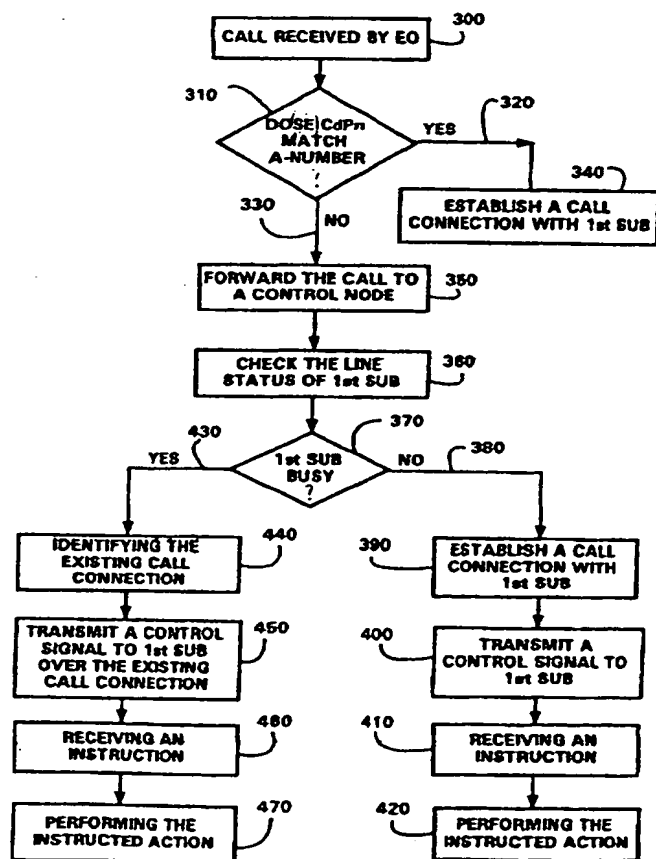 300
CALL RECEIVED BY EO
310
DOSE CdPn
MATCH
A-NUMBER
?
YES
320
340
ESTABLISH A CALL
CONNECTION WITH 1st SUB
330
NO
FORWARD THE CALL TO
A CONTROL NODE
350
CHECK THE LINE
STATUS OF 1st SUB
360
370
430
YES
1st SUB
BUSY
?
NO
380
IDENTIFYING THE
EXISTING CALL
CONNECTION
440
390
ESTABLISH A CALL
CONNECTION WITH
1st SUB
TRANSMIT A CONTROL
SIGNAL TO 1st SUB
OVER THE EXISTING
CALL CONNECTION
450
400
TRANSMIT A
CONTROL SIGNAL TO
1st SUB
RECEIVING AN
INSTRUCTION
460
410
RECEIVING AN
INSTRUCTION
PERFORMING THE
INSTRUCTED ACTION
470
420
PERFORMING THE
INSTRUCTED ACTION